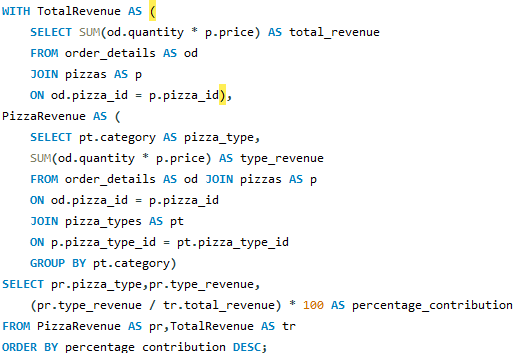 WITH TotalRevenue AS (
    SELECT SUM(od.quantity * p.price) AS total_revenue
    FROM order_details AS od
    JOIN pizzas AS p
    ON od.pizza_id = p.pizza_id),
PizzaRevenue AS (
    SELECT pt.category AS pizza_type,
    SUM(od.quantity * p.price) AS type_revenue
    FROM order_details AS od JOIN pizzas AS p
    ON od.pizza_id = p.pizza_id
    JOIN pizza_types AS pt
    ON p.pizza_type_id = pt.pizza_type_id
    GROUP BY pt.category)
SELECT pr.pizza_type,pr.type_revenue,
    (pr.type_revenue / tr.total_revenue) * 100 AS percentage_contribution
FROM PizzaRevenue AS pr,TotalRevenue AS tr
ORDER BY percentage_contribution DESC;